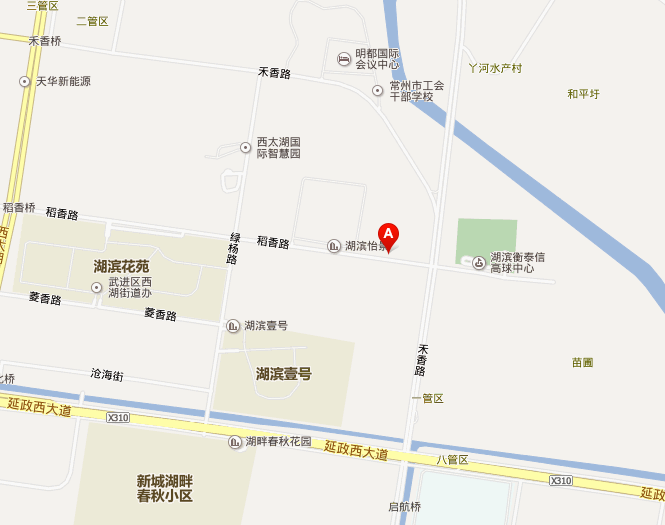 三管区
二管区
禾香桥
天华新能源
明都国际
会议中心
禾香路
常州市工会
干部学校
丫河水产村
和平圩
西太湖国
际智慧园
稻香桥
稻香路
绿杨路
稻香路
湖滨怡景
A
湖滨衡泰信
高球中心
湖滨花苑
武进区西
湖街道办
菱香路
菱香路
湖滨壹号
湖滨壹号
禾香路
苗圃
沧海街
一管区
延政西大道
X310
湖畔春秋花园
延政西大道
八管区
X310
延政
新城湖畔
春秋小区
启航桥